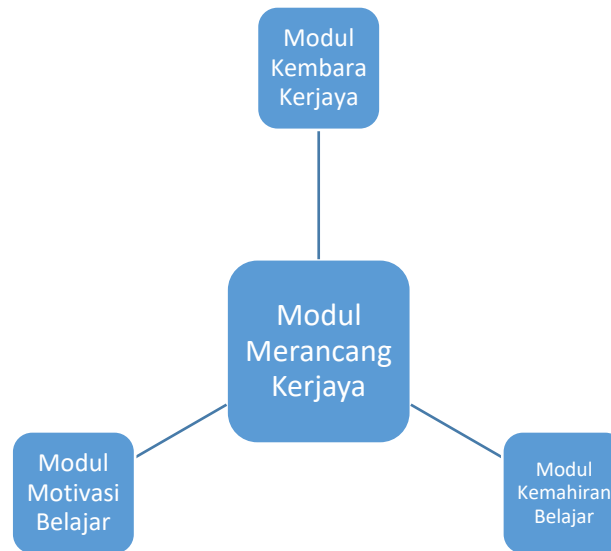 Modul
Kembara
Kerjaya
Modul
Merancang
Kerjaya
Modul
Motivasi
Belajar
Modul
Kemahiran
Belajar